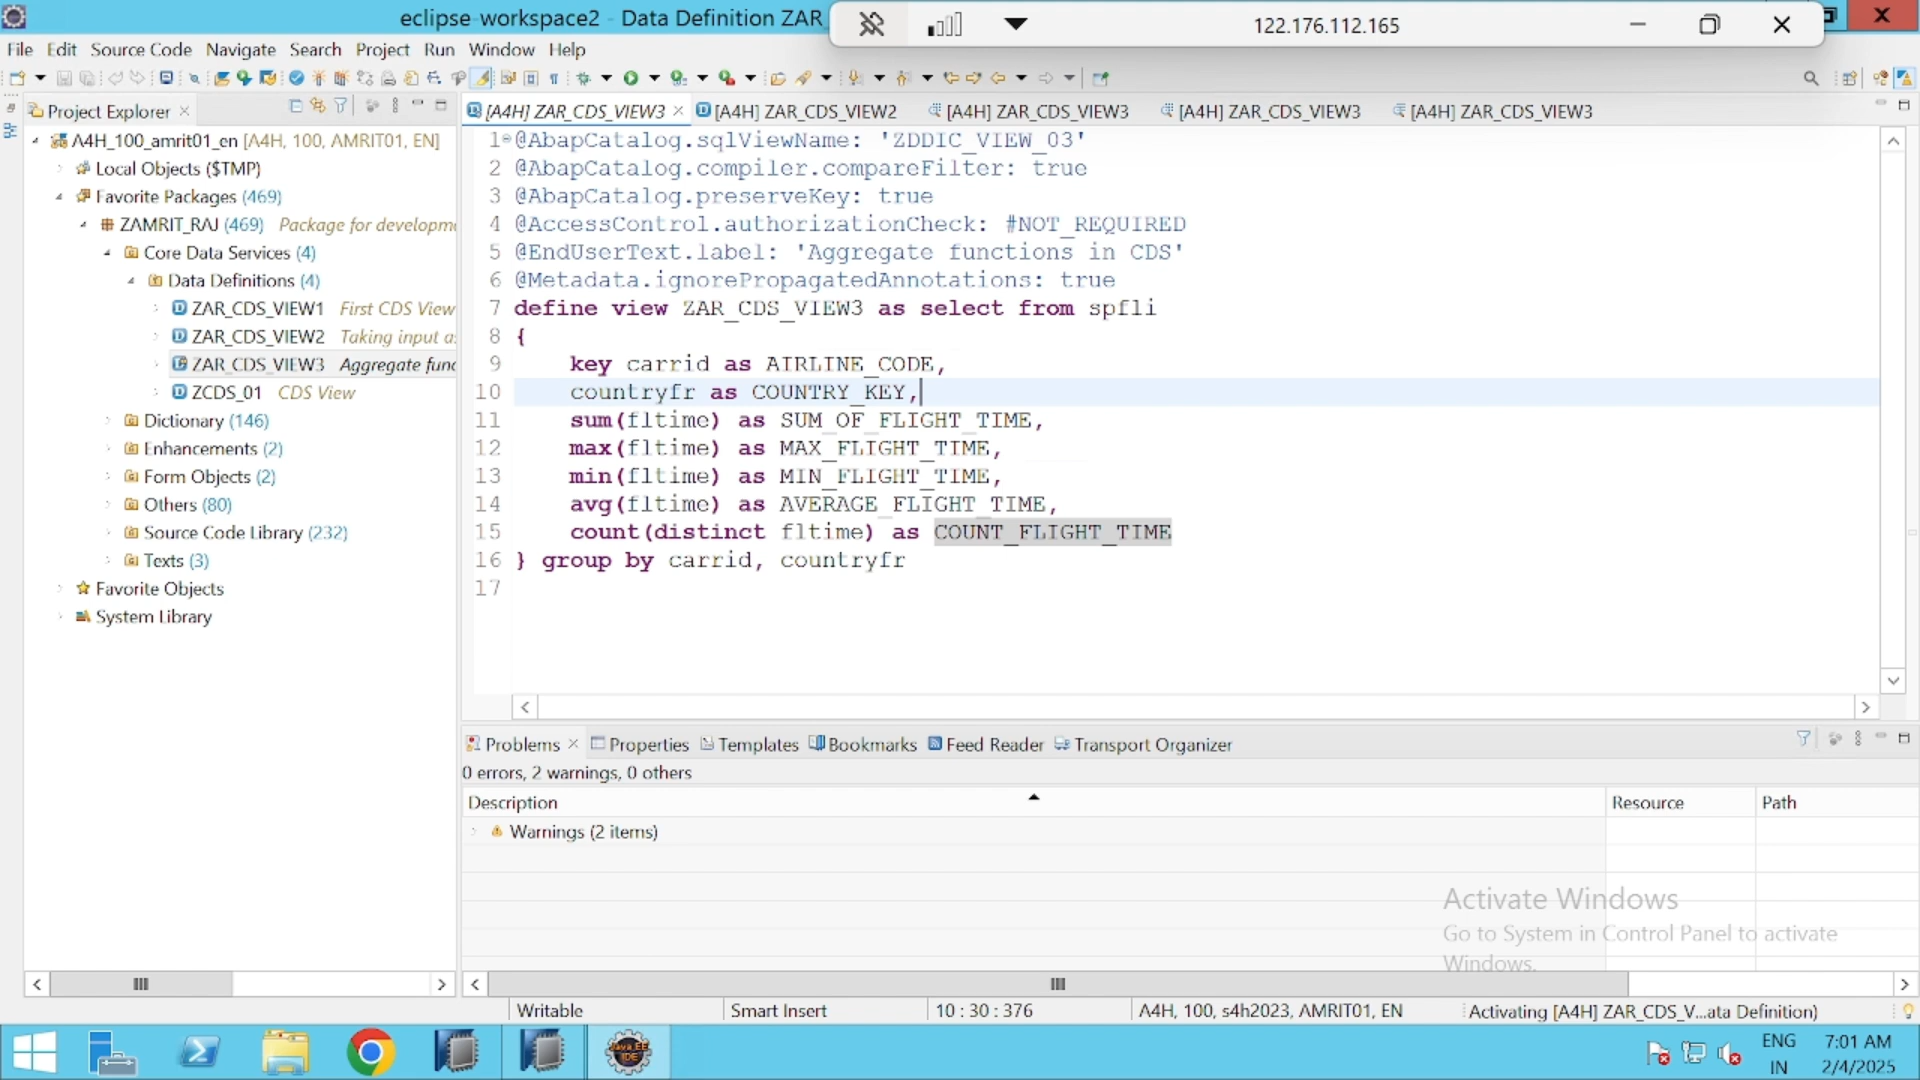 eclipse-workspace2 - Data Definition ZAR
122.176.112.165
File Edit Source Code Navigate Search Project Run Window Help
Project Explorer
[A4H] ZAR_CDS_VIEW3
[A4H] ZAR_CDS_VIEW2
[A4H] ZAR_CDS_VIEW3
[A4H] ZAR_CDS_VIEW3
[A4H] ZAR_CDS_VIEW3
A4H_100_amrit01_en [A4H, 100, AMRIT01, EN]
Local Objects ($TMP)
Favorite Packages (469)
ZAMRIT_RAJ (469) Package for developm
Core Data Services (4)
Data Definitions (4)
ZAR_CDS_VIEW1 First CDS View
ZAR_CDS_VIEW2 Taking input a
ZAR_CDS_VIEW3 Aggregate func
ZCDS_01 CDS View
Dictionary (146)
Enhancements (2)
Form Objects (2)
Others (80)
Source Code Library (232)
Texts (3)
Favorite Objects
System Library
1 @AbapCatalog.sqlViewName: 'ZDDIC_VIEW_03'
2 @AbapCatalog.compiler.compareFilter: true
3 @AbapCatalog.preserveKey: true
4 @AccessControl.authorizationCheck: #NOT_REQUIRED
5 @EndUserText.label: 'Aggregate functions in CDS'
6 @Metadata.ignorePropagatedAnnotations: true
7 define view ZAR_CDS_VIEW3 as select from spfli
8 {
9 key carrid as AIRLINE_CODE,
10 countryfr as COUNTRY_KEY,
11 sum(fltime) as SUM_OF_FLIGHT_TIME,
12 max(fltime) as MAX_FLIGHT_TIME,
13 min(fltime) as MIN_FLIGHT_TIME,
14 avg(fltime) as AVERAGE_FLIGHT_TIME,
15 count(distinct fltime) as COUNT_FLIGHT_TIME
16 } group by carrid, countryfr
17
Problems Properties Templates Bookmarks Feed Reader Transport Organizer
0 errors, 2 warnings, 0 others
Description Resource Path
Warnings (2 items)
Activate Windows
Go to System in Control Panel to activate
Windows.
Writable Smart Insert 10 : 30 : 376 A4H, 100, s4h2023, AMRIT01, EN Activating [A4H] ZAR_CDS_V...ata Definition)
Java EE
IDE
ENG
IN
7:01 AM
2/4/2025